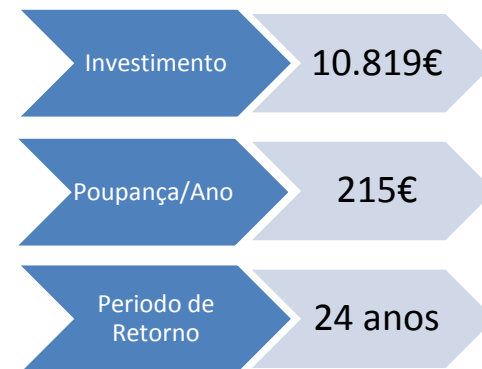 Investimento
10.819€
Poupança/Ano
215€
Periodo de
Retorno
24 anos